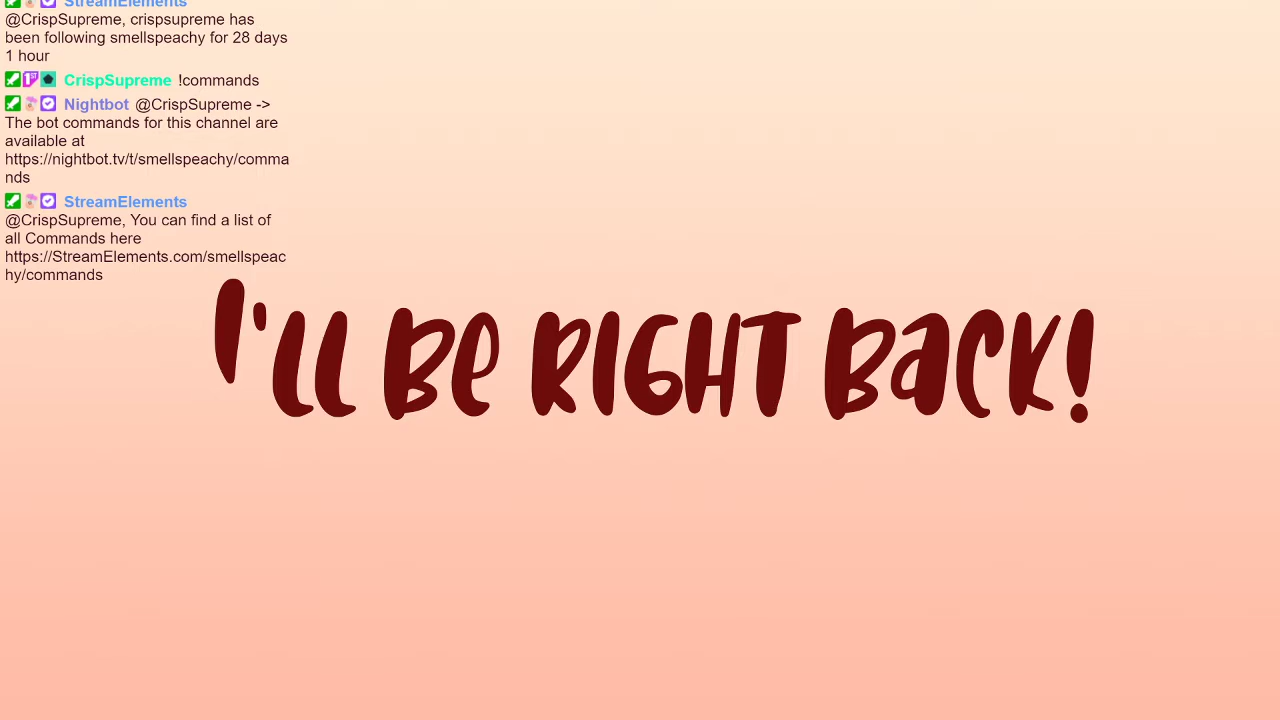 StreamElements
@CrispSupreme, crispsupreme has
been following smellspeachy for 28 days
1 hour
CrispSupreme !commands
Nightbot @CrispSupreme ->
The bot commands for this channel are
available at
https://nightbot.tv/t/smellspeachy/comma
nds
StreamElements
@CrispSupreme, You can find a list of
all Commands here
https://StreamElements.com/smellspeac
hy/commands
I'LL Be RIGHT BacK!